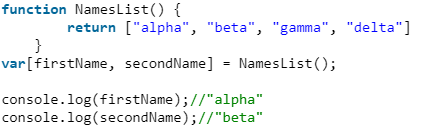 function NamesList() {
return ["alpha", "beta", "gamma", "delta"]
}
var[firstName, secondName] = NamesList();
console.log(firstName);//"alpha"
console.log(secondName);//"beta"